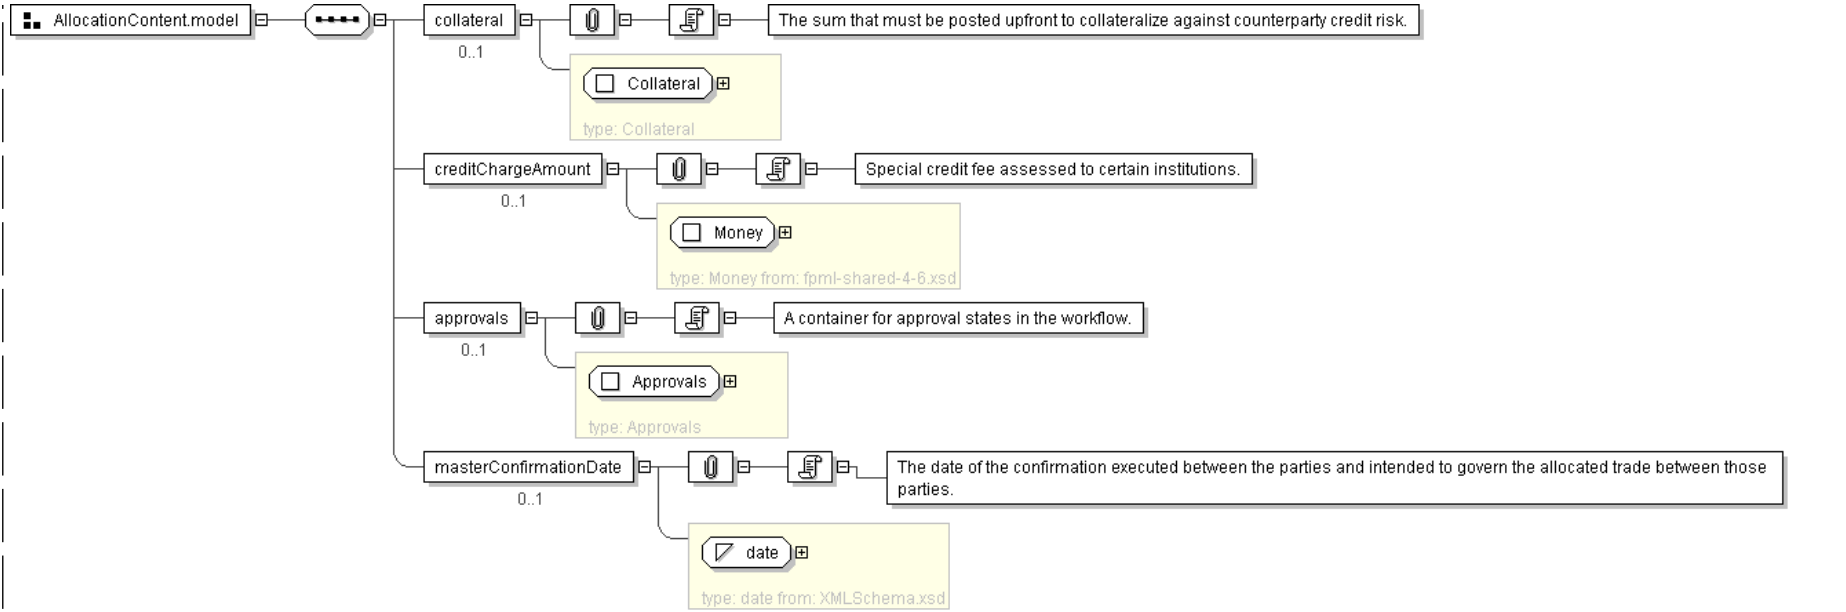 AllocationContent.model
collateral
The sum that must be posted upfront to collateralize against counterparty credit risk.
0..1
Collateral
type: Collateral
creditChargeAmount
Special credit fee assessed to certain institutions.
0..1
Money
type: Money from: fpml-shared-4-6.xsd
approvals
A container for approval states in the workflow.
0..1
Approvals
type: Approvals
masterConfirmationDate
The date of the confirmation executed between the parties and intended to govern the allocated trade between those
parties.
0..1
date
type: date from: XMLSchema.xsd